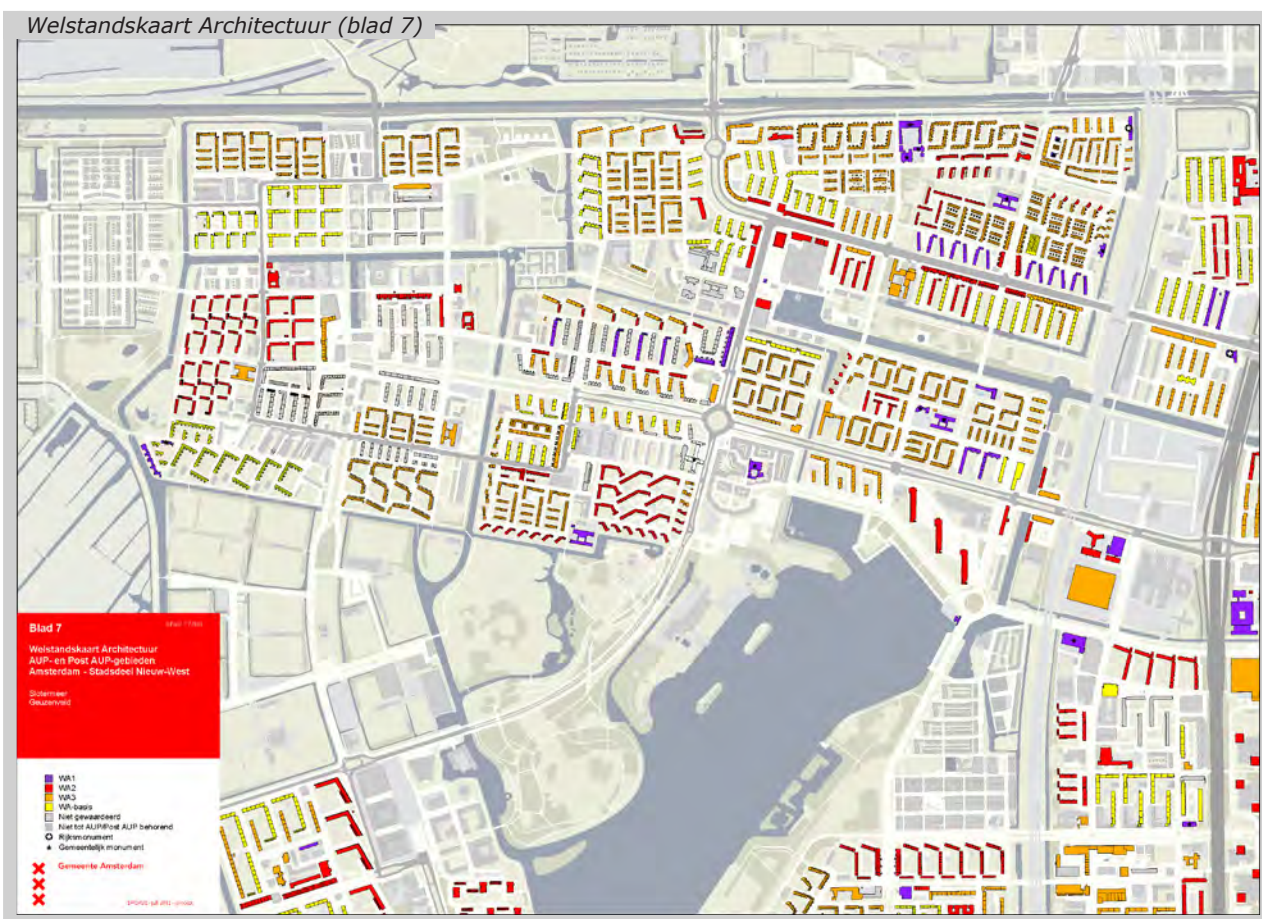 Welstandskaart Architectuur (blad 7)
Blad 7
Welstandskaart Architectuur
AUP- en Post AUP-gebieden
Amsterdam - Stadsdeel Nieuw-West
Slotermeer
Geuzenveld
WA1
WA2
WA3
WA-basis
Niet gewaardeerd
Niet tot AUP/Post AUP behorend
Rijksmonument
Gemeentelijk monument
Gemeente Amsterdam